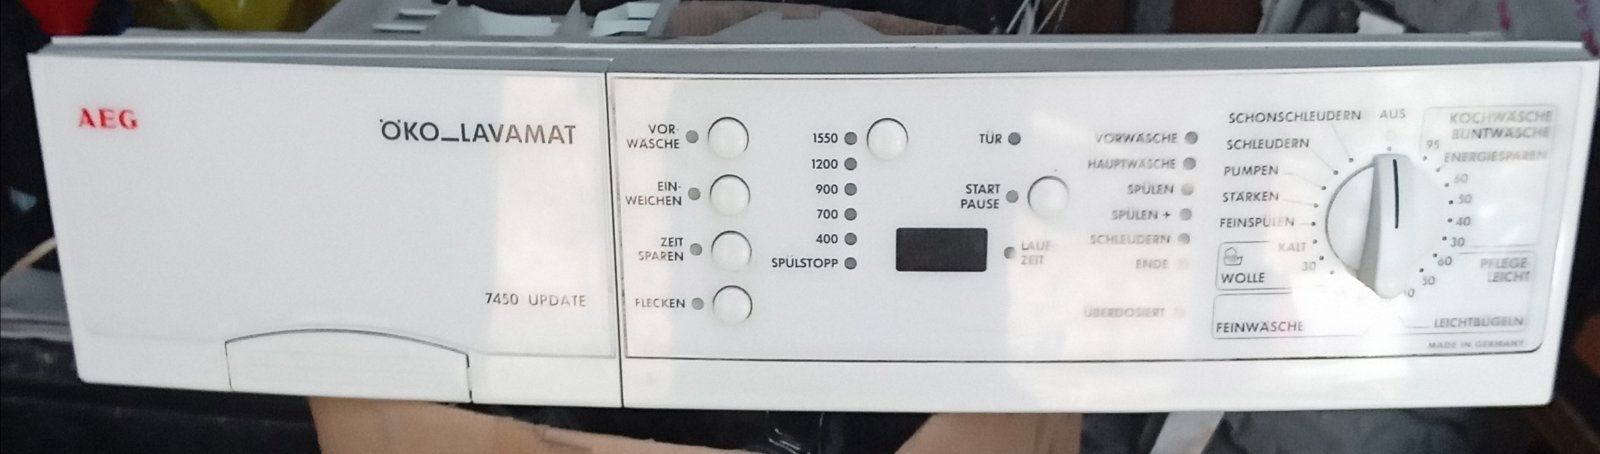 AEG
ÖKO_LAVAMAT
7450 UPDATE
VOR-
WÄSCHE
EIN-
WEICHEN
ZEIT
SPAREN
FLECKEN
1550
1200
900
700
400
SPÜLSTOPP
TÜR
START
PAUSE
LAUF-
ZEIT
VORWÄSCHE
HAUPTWÄSCHE
SPÜLEN
SPÜLEN +
SCHLEUDERN
ENDE
ÜBERDOSIERT
SCHONSCHLEUDERN
SCHLEUDERN
PUMPEN
STÄRKEN
FEINSPÜLEN
KALT
30
WOLLE
FEINWÄSCHE
AUS
KOCHWÄSCHE
BUNTWÄSCHE
95
ENERGIESPAREN
60
50
40
30
60
50
PFLEGE-
LEICHT
LEICHTBÜGELN
MADE IN GERMANY